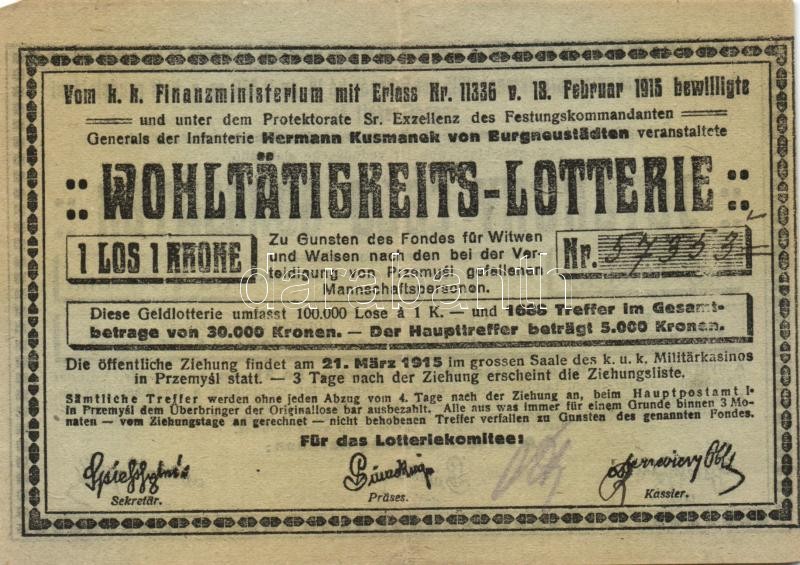 Vom k. k. Finanzministerium mit Erlass Nr. 11336 v. 18. Februar 1915 bewilligte
und unter dem Protektorate Sr. Exzellenz des Festungskommandanten
Generals der Infanterie Hermann Kusmanek von Burgneustädten veranstaltete
:: WOHLTÄTIGKEITS-LOTTERIE ::
1 LOS 1 KRONE
Zu Gunsten des Fondes für Witwen
und Waisen nach den bei der Ver-
teidigung von Przemyśl gefallenen
Mannschaftspersonen.
Nr. 57353
Diese Geldlotterie umfasst 100.000 Lose à 1 K. — und 1686 Treffer im Gesamt-
betrage von 30.000 Kronen. — Der Haupttreffer beträgt 5.000 Kronen.
Die öffentliche Ziehung findet am 21. März 1915 im grossen Saale des k. u. k. Militärkasinos
in Przemyśl statt. — 3 Tage nach der Ziehung erscheint die Ziehungsliste.
Sämtliche Treffer werden ohne jeden Abzug vom 4. Tage nach der Ziehung an, beim Hauptpostamt I·
in Przemyśl dem Überbringer der Originallose bar ausbezahlt. Alle aus was immer für einem Grunde binnen 3 Mo-
naten — vom Ziehungstage an gerechnet — nicht behobenen Treffer verfallen zu Gunsten des genannten Fondes.
Für das Lotteriekomitee:
Sekretär.
Präses.
Kassier.
darabanth